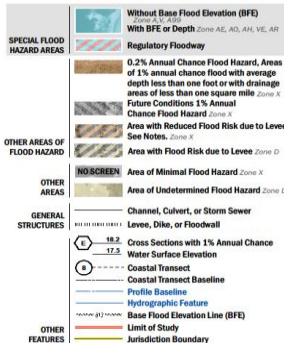 Without Base Flood Elevation (BFE)
Zone A,V, A99
With BFE or Depth Zone AE, AO, AH, VE, AR
SPECIAL FLOOD
HAZARD AREAS
Regulatory Floodway
0.2% Annual Chance Flood Hazard, Areas
of 1% annual chance flood with average
depth less than one foot or with drainage
areas of less than one square mile Zone X
Future Conditions 1% Annual
Chance Flood Hazard Zone X
Area with Reduced Flood Risk due to Levee
See Notes. Zone X
OTHER AREAS OF
FLOOD HAZARD
Area with Flood Risk due to Levee Zone D
NO SCREEN Area of Minimal Flood Hazard Zone X
OTHER
AREAS
Area of Undetermined Flood Hazard Zone
Channel, Culvert, or Storm Sewer
GENERAL
STRUCTURES
Levee, Dike, or Floodwall
E 18.2 Cross Sections with 1% Annual Chance
17.5 Water Surface Elevation
8 Coastal Transect
Coastal Transect Baseline
Profile Baseline
Hydrographic Feature
Base Flood Elevation Line (BFE)
OTHER
FEATURES
Limit of Study
Jurisdiction Boundary